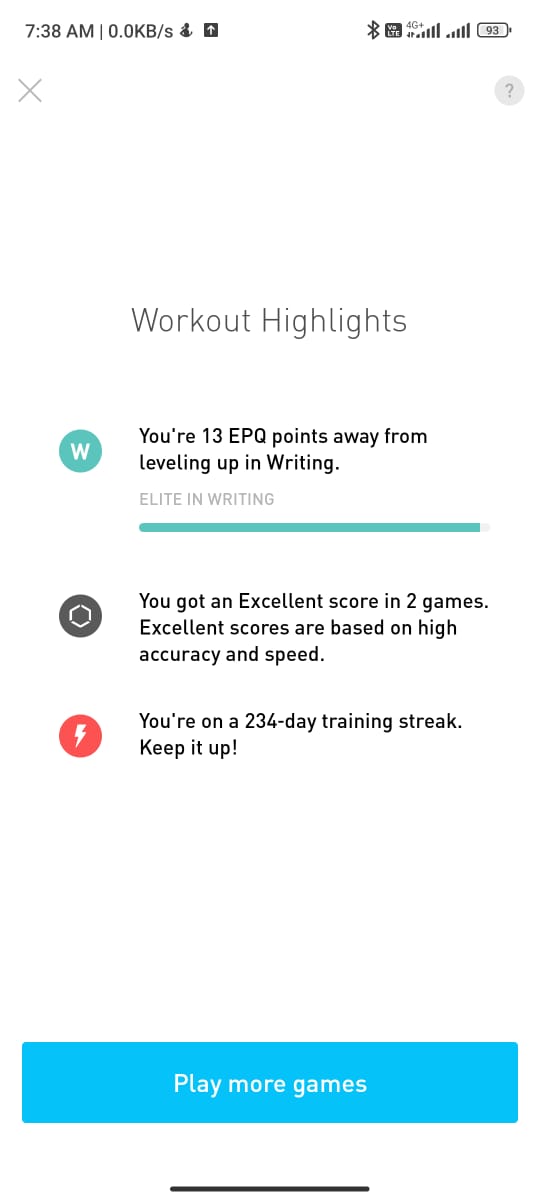 7:38 AM | 0.0KB/s
Vo LTE 4G+ 93
?
Workout Highlights
W
You're 13 EPQ points away from
leveling up in Writing.
ELITE IN WRITING
You got an Excellent score in 2 games.
Excellent scores are based on high
accuracy and speed.
You're on a 234-day training streak.
Keep it up!
Play more games